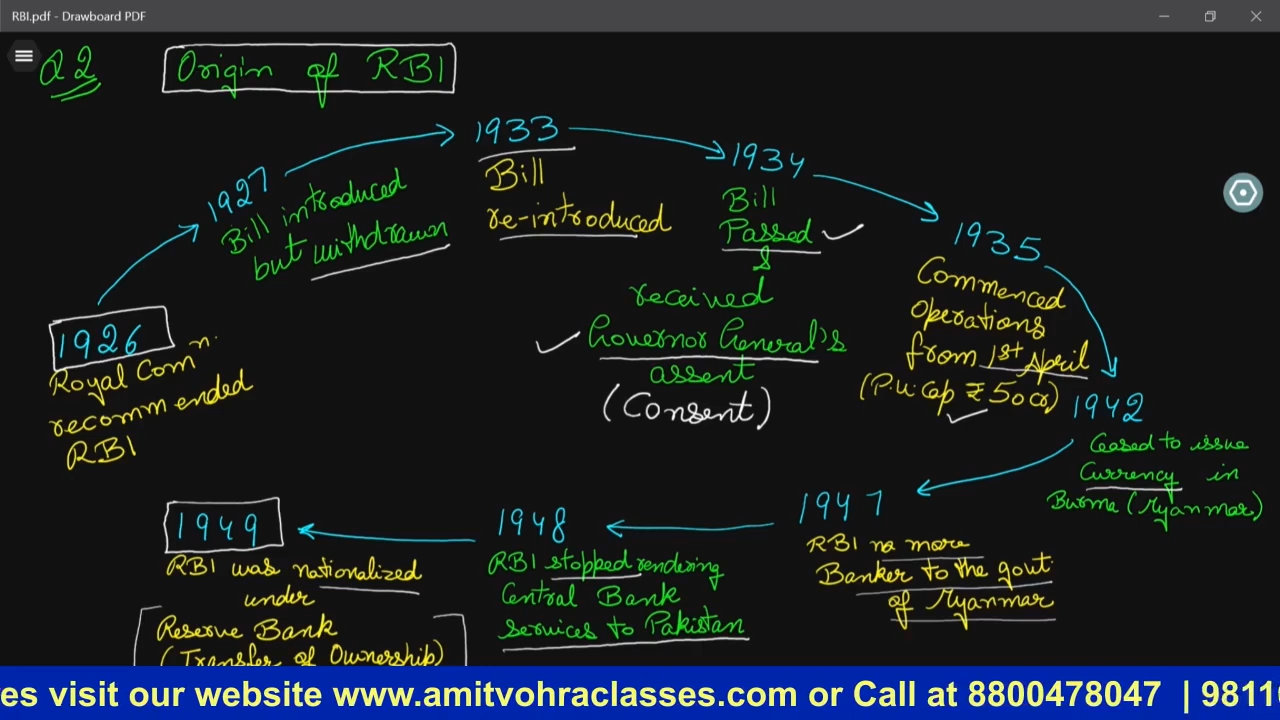 RBI.pdf - Drawboard PDF
Q2
Origin of RBI
1926
Royal Comn.
recommended
RBI
1927
Bill introduced
but withdrawn
1933
Bill
re-introduced
1934
Bill
Passed
&
received
Governor General's
assent
(Consent)
1935
Commenced
Operations
from 1st April
(P.U. Cap ₹ 50 cr)
1942
Ceased to issue
Currency in
Burma (Myanmar)
1947
RBI no more
Banker to the govt.
of Myanmar
1948
RBI stopped rendering
Central Bank
services to Pakistan
1949
RBI was nationalized
under
Reserve Bank
(Transfer of Ownership)
es visit our website www.amitvohraclasses.com or Call at 8800478047 | 9811